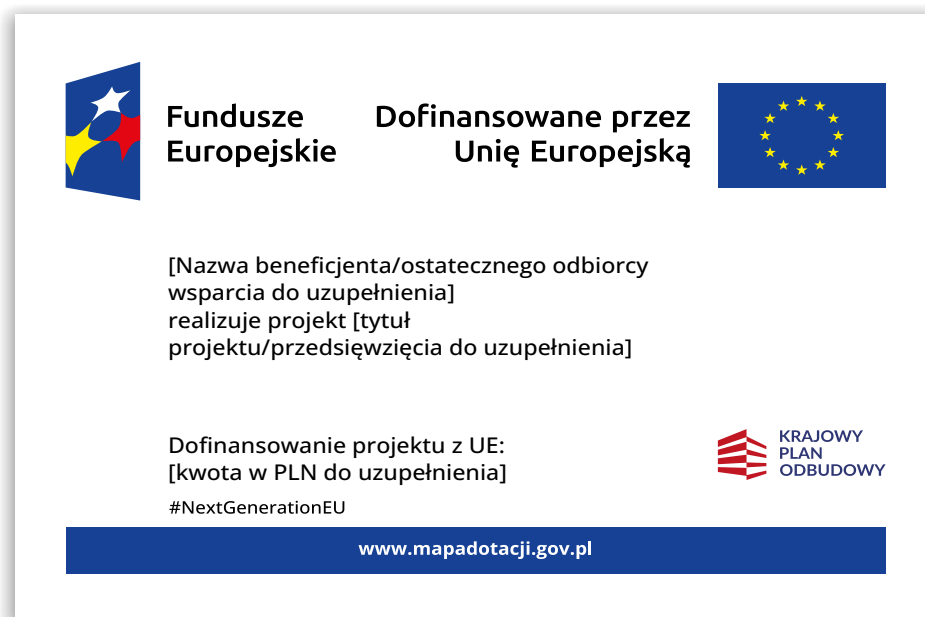 Fundusze
Europejskie
Dofinansowane przez
Unię Europejską
[Nazwa beneficjenta/ostatecznego odbiorcy
wsparcia do uzupełnienia]
realizuje projekt [tytuł
projektu/przedsięwzięcia do uzupełnienia]
Dofinansowanie projektu z UE:
[kwota w PLN do uzupełnienia]
#NextGenerationEU
KRAJOWY
PLAN
ODBUDOWY
www.mapadotacji.gov.pl